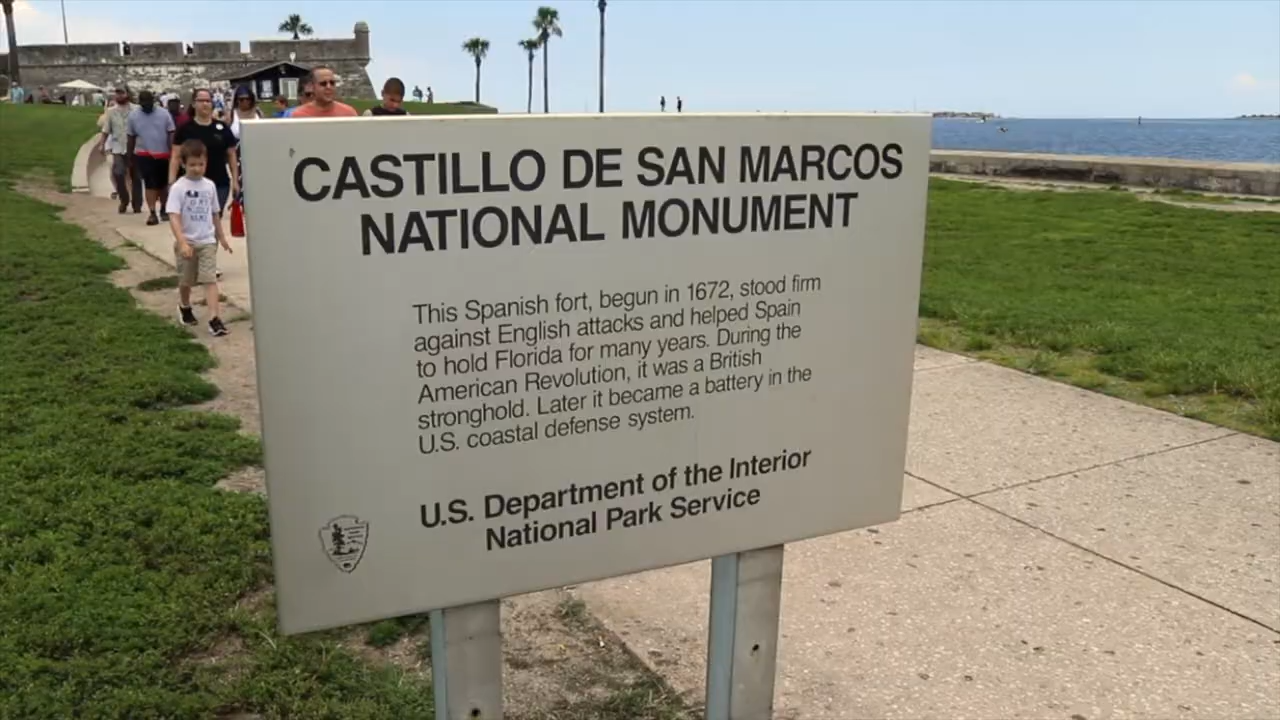 CASTILLO DE SAN MARCOS
NATIONAL MONUMENT
This Spanish fort, begun in 1672, stood firm
against English attacks and helped Spain
to hold Florida for many years. During the
American Revolution, it was a British
stronghold. Later it became a battery in the
U.S. coastal defense system.
U.S. Department of the Interior
National Park Service